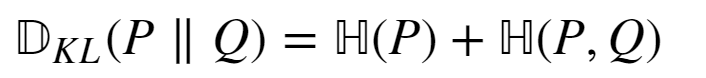 𝔻_{KL}(P ∥ Q) = ℍ(P) + ℍ(P, Q)